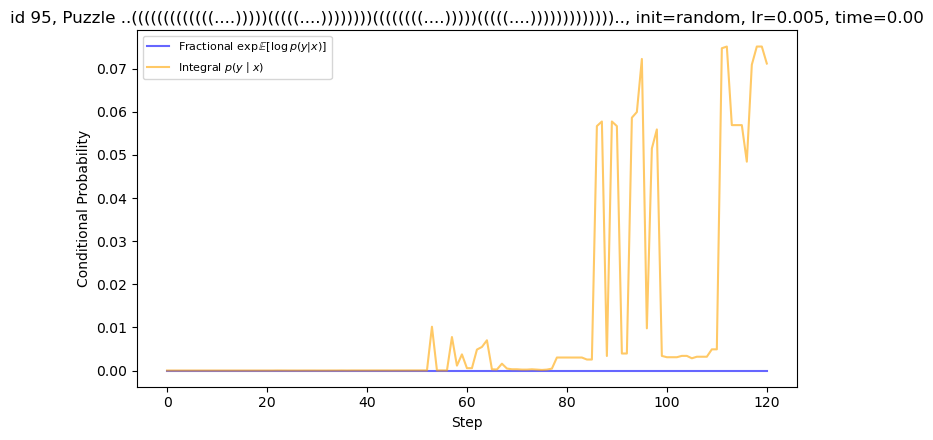 id 95, Puzzle ..(((((((((((((....)))))(((((....))))))))((((((((....)))))(((((....))))))))))))).., init=random, lr=0.005, time=0.00
Fractional exp𝔼[log p(y|x)]
Integral p(y | x)
Conditional Probability
0.07
0.06
0.05
0.04
0.03
0.02
0.01
0.00
0 20 40 60 80 100 120
Step